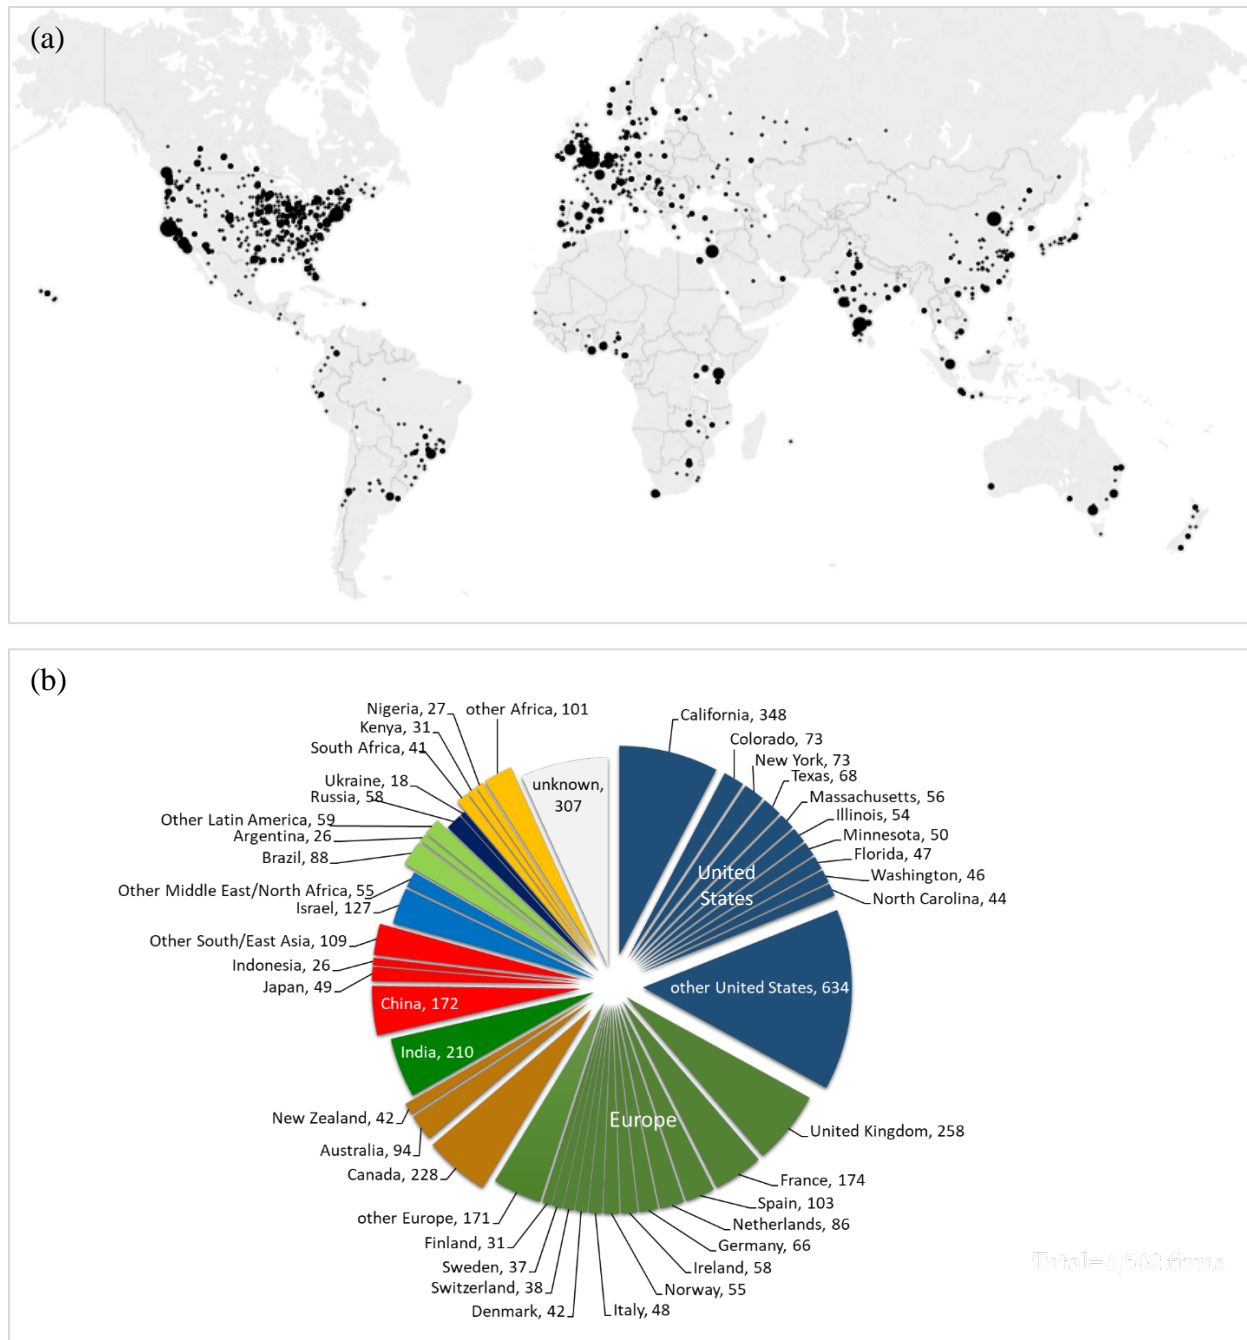 (a)
(b)
Nigeria, 27
other Africa, 101
Kenya, 31
South Africa, 41
Ukraine, 18
Russia, 58
Other Latin America, 59
Argentina, 26
Brazil, 88
Other Middle East/North Africa, 55
Israel, 127
Other South/East Asia, 109
Indonesia, 26
Japan, 49
China, 172
India, 210
New Zealand, 42
Australia, 94
Canada, 228
unknown,
307
California, 348
Colorado, 73
New York, 73
Texas, 68
Massachusetts, 56
Illinois, 54
Minnesota, 50
Florida, 47
Washington, 46
North Carolina, 44
United
States
other United States, 634
Europe
United Kingdom, 258
France, 174
Spain, 103
Netherlands, 86
Germany, 66
Ireland, 58
Norway, 55
Italy, 48
Denmark, 42
Switzerland, 38
Sweden, 37
Finland, 31
other Europe, 171